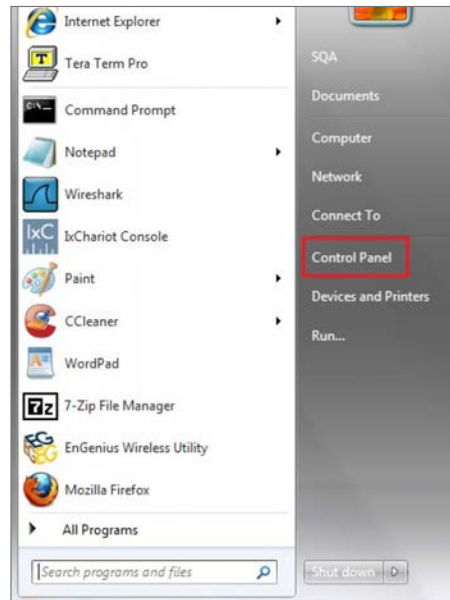 Internet Explorer
Tera Term Pro
Command Prompt
Notepad
Wireshark
IxC
IxChariot Console
Paint
CCleaner
WordPad
7z
7-Zip File Manager
EnGenius Wireless Utility
Mozilla Firefox
All Programs
Search programs and files
SQA
Documents
Computer
Network
Connect To
Control Panel
Devices and Printers
Run...
Shut down